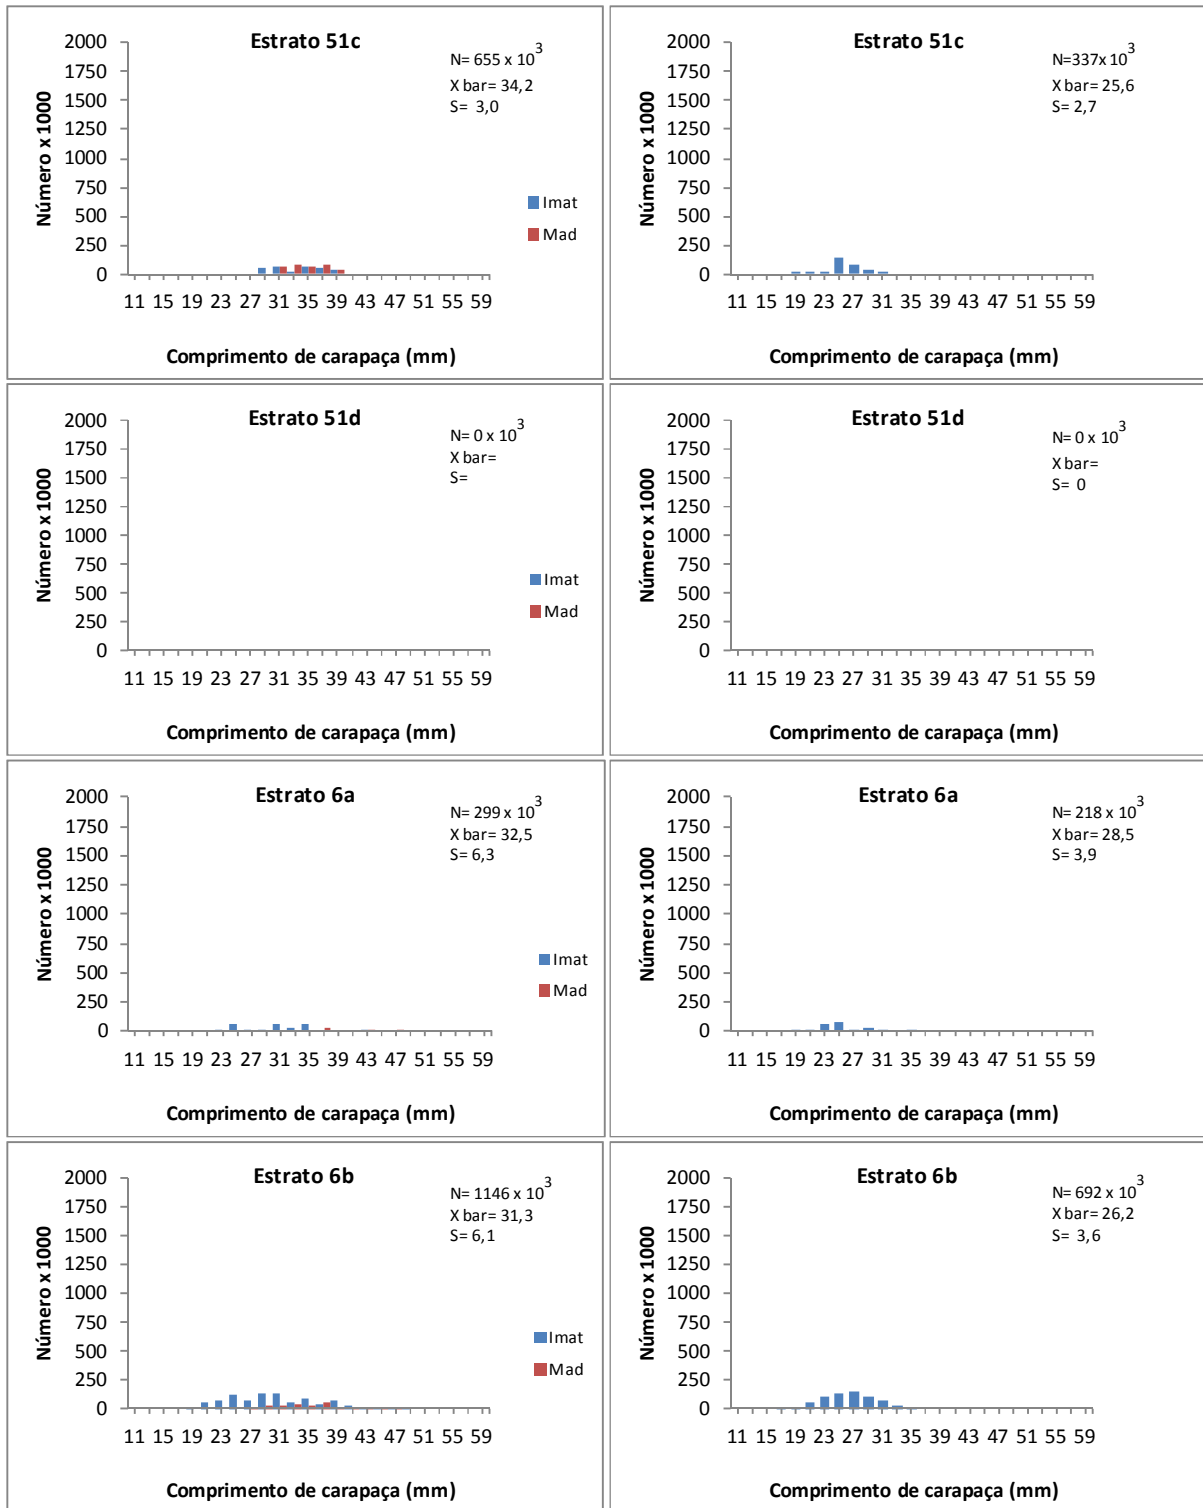 Estrato 51c
N= 655 x 10^3
X bar= 34,2
S= 3,0
Número x 1000
2000
1750
1500
1250
1000
750
500
250
0
Imat
Mad
11 15 19 23 27 31 35 39 43 47 51 55 59
Comprimento de carapaça (mm)
Estrato 51c
N=337x 10^3
X bar= 25,6
S= 2,7
Número x 1000
2000
1750
1500
1250
1000
750
500
250
0
11 15 19 23 27 31 35 39 43 47 51 55 59
Comprimento de carapaça (mm)
Estrato 51d
N= 0 x 10^3
X bar=
S=
Número x 1000
2000
1750
1500
1250
1000
750
500
250
0
Imat
Mad
11 15 19 23 27 31 35 39 43 47 51 55 59
Comprimento de carapaça (mm)
Estrato 51d
N= 0 x 10^3
X bar=
S= 0
Número x 1000
2000
1750
1500
1250
1000
750
500
250
0
11 15 19 23 27 31 35 39 43 47 51 55 59
Comprimento de carapaça (mm)
Estrato 6a
N= 299 x 10^3
X bar= 32,5
S= 6,3
Número x 1000
2000
1750
1500
1250
1000
750
500
250
0
Imat
Mad
11 15 19 23 27 31 35 39 43 47 51 55 59
Comprimento de carapaça (mm)
Estrato 6a
N= 218 x 10^3
X bar= 28,5
S= 3,9
Número x 1000
2000
1750
1500
1250
1000
750
500
250
0
11 15 19 23 27 31 35 39 43 47 51 55 59
Comprimento de carapaça (mm)
Estrato 6b
N= 1146 x 10^3
X bar= 31,3
S= 6,1
Número x 1000
2000
1750
1500
1250
1000
750
500
250
0
Imat
Mad
11 15 19 23 27 31 35 39 43 47 51 55 59
Comprimento de carapaça (mm)
Estrato 6b
N= 692 x 10^3
X bar= 26,2
S= 3,6
Número x 1000
2000
1750
1500
1250
1000
750
500
250
0
11 15 19 23 27 31 35 39 43 47 51 55 59
Comprimento de carapaça (mm)